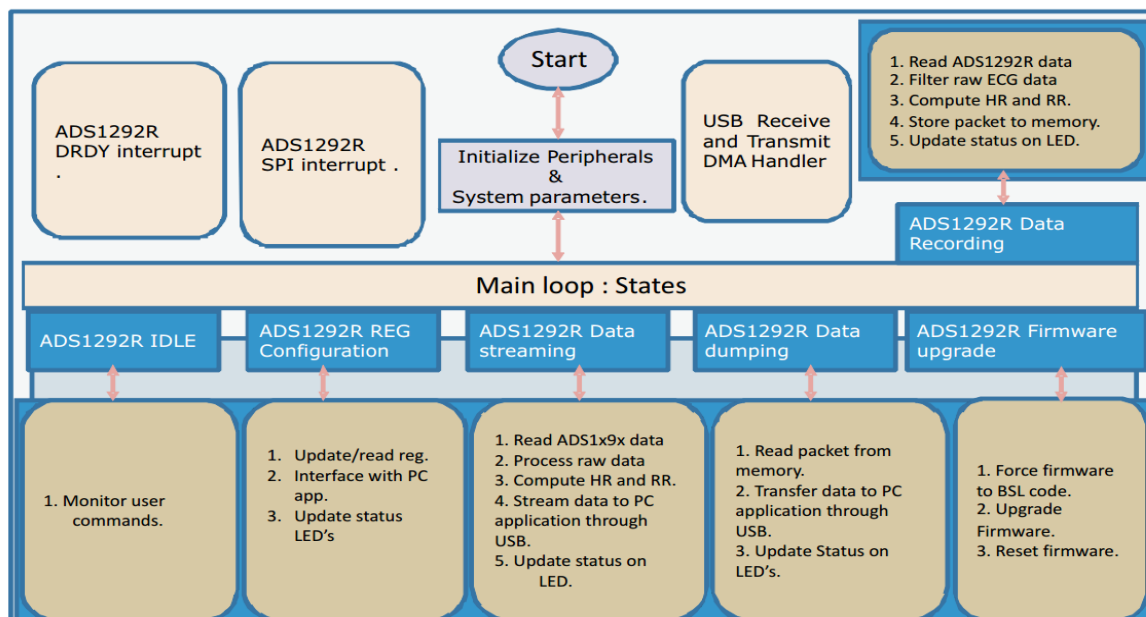 Start
1. Read ADS1292R data
2. Filter raw ECG data
3. Compute HR and RR.
4. Store packet to memory.
5. Update status on LED.
ADS1292R
DRDY interrupt
.
ADS1292R
SPI interrupt .
Initialize Peripherals
&
System parameters.
USB Receive
and Transmit
DMA Handler
ADS1292R Data
Recording
Main loop : States
ADS1292R IDLE
ADS1292R REG
Configuration
ADS1292R Data
streaming
ADS1292R Data
dumping
ADS1292R Firmware
upgrade
1. Monitor user
commands.
1. Update/read reg.
2. Interface with PC
app.
3. Update status
LED's
1. Read ADS1x9x data
2. Process raw data
3. Compute HR and RR.
4. Stream data to PC
application through
USB.
5. Update status on
LED.
1. Read packet from
memory.
2. Transfer data to PC
application through
USB.
3. Update Status on
LED's.
1. Force firmware
to BSL code.
2. Upgrade
Firmware.
3. Reset firmware.